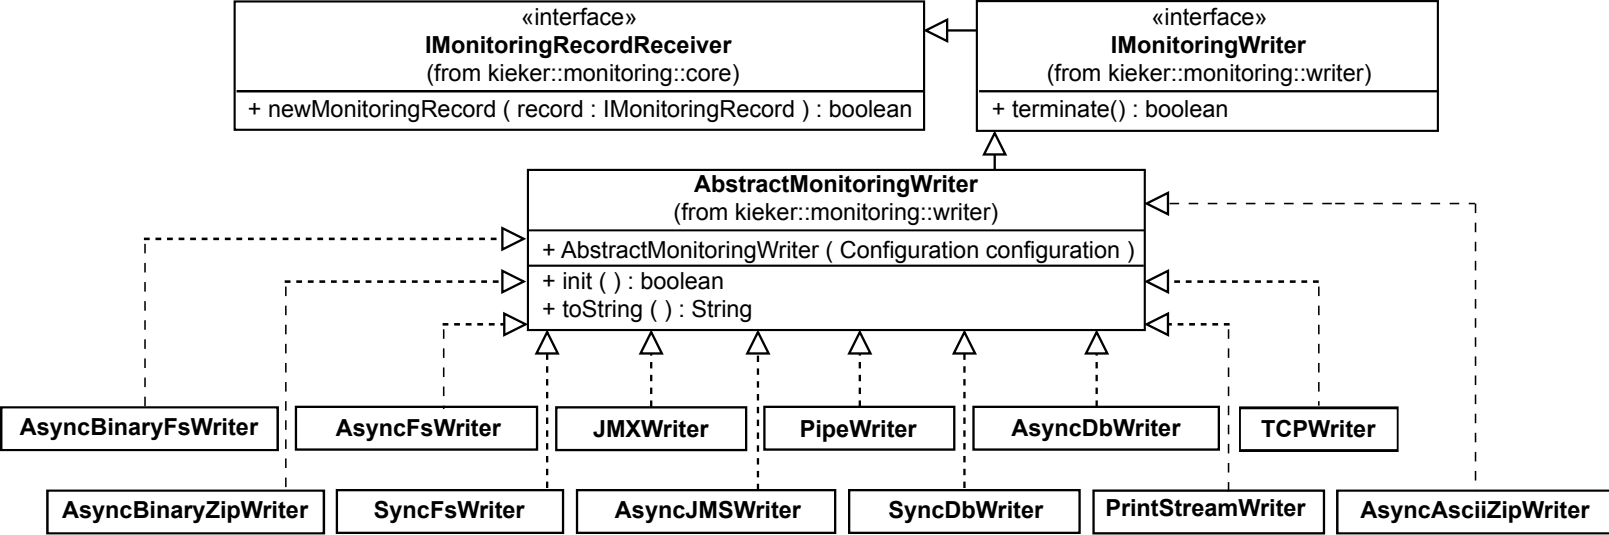 «interface»
IMonitoringRecordReceiver
(from kieker::monitoring::core)
+ newMonitoringRecord ( record : IMonitoringRecord ) : boolean
«interface»
IMonitoringWriter
(from kieker::monitoring::writer)
+ terminate() : boolean
AbstractMonitoringWriter
(from kieker::monitoring::writer)
+ AbstractMonitoringWriter ( Configuration configuration )
+ init ( ) : boolean
+ toString ( ) : String
AsyncBinaryFsWriter
AsyncFsWriter
JMXWriter
PipeWriter
AsyncDbWriter
TCPWriter
AsyncBinaryZipWriter
SyncFsWriter
AsyncJMSWriter
SyncDbWriter
PrintStreamWriter
AsyncAsciiZipWriter